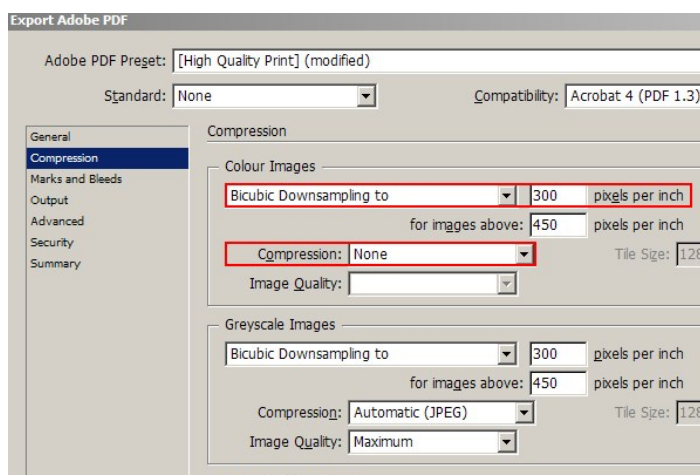 Export Adobe PDF
Adobe PDF Preset: [High Quality Print] (modified)
Standard: None Compatibility: Acrobat 4 (PDF 1.3)
General
Compression
Marks and Bleeds
Output
Advanced
Security
Summary
Compression
Colour Images
Bicubic Downsampling to 300 pixels per inch
for images above: 450 pixels per inch
Compression: None Tile Size: 128
Image Quality:
Greyscale Images
Bicubic Downsampling to 300 pixels per inch
for images above: 450 pixels per inch
Compression: Automatic (JPEG) Tile Size: 128
Image Quality: Maximum